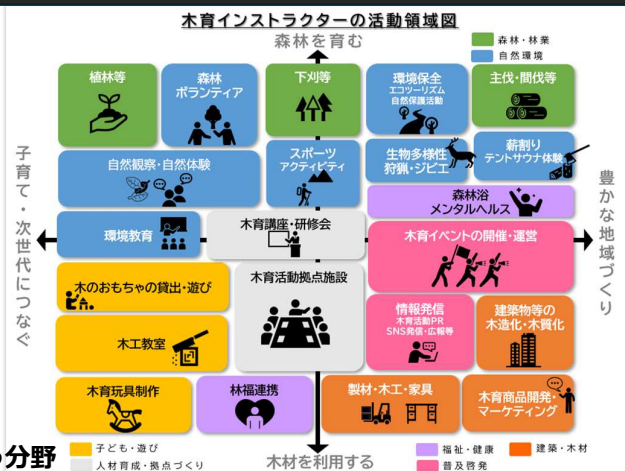 木育インストラクターの活動領域図
森林を育む
森林・林業
自然環境
植林等
森林
ボランティア
下刈等
環境保全
エコツーリズム
自然保護活動
主伐・間伐等
自然観察・自然体験
スポーツ
アクティビティ
生物多様性
狩猟・ジビエ
薪割り
テントサウナ体験
森林浴
メンタルヘルス
子育て・次世代につなぐ
豊かな地域づくり
環境教育
木育講座・研修会
木育イベントの開催・運営
木のおもちゃの貸出・遊び
木育活動拠点施設
情報発信
木育活動PR
SNS発信・広報等
建築物等の
木造化・木質化
木工教室
木育玩具制作
林福連携
製材・木工・家具
木育商品開発・
マーケティング
分野
子ども・遊び
人材育成・拠点づくり
木材を利用する
福祉・健康
建築・木材
普及啓発